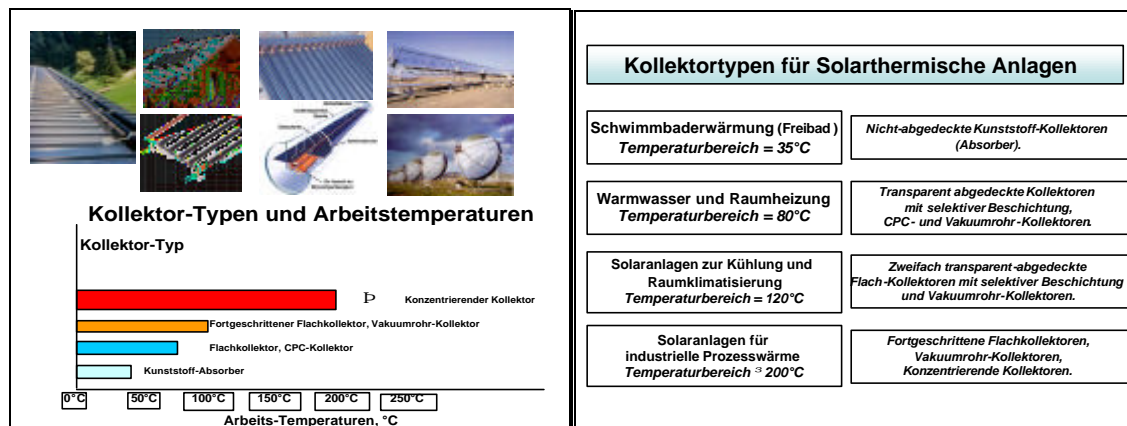 Kollektor-Typen und Arbeitstemperaturen
Kollektor-Typ
Þ Konzentrierender Kollektor
Fortgeschrittener Flachkollektor, Vakuumrohr-Kollektor
Flachkollektor, CPC-Kollektor
Kunststoff-Absorber
0°C 50°C 100°C 150°C 200°C 250°C
Arbeits-Temperaturen, °C
Kollektortypen für Solarthermische Anlagen
Schwimmbaderwärmung (Freibad )
Temperaturbereich = 35°C
Nicht-abgedeckte Kunststoff-Kollektoren
(Absorber).
Warmwasser und Raumheizung
Temperaturbereich = 80°C
Transparent abgedeckte Kollektoren
mit selektiver Beschichtung,
CPC- und Vakuumrohr-Kollektoren.
Solaranlagen zur Kühlung und
Raumklimatisierung
Temperaturbereich = 120°C
Zweifach transparent-abgedeckte
Flach-Kollektoren mit selektiver Beschichtung
und Vakuumrohr-Kollektoren.
Solaranlagen für
industrielle Prozesswärme
Temperaturbereich ³ 200°C
Fortgeschrittene Flachkollektoren,
Vakuumrohr-Kollektoren,
Konzentrierende Kollektoren.